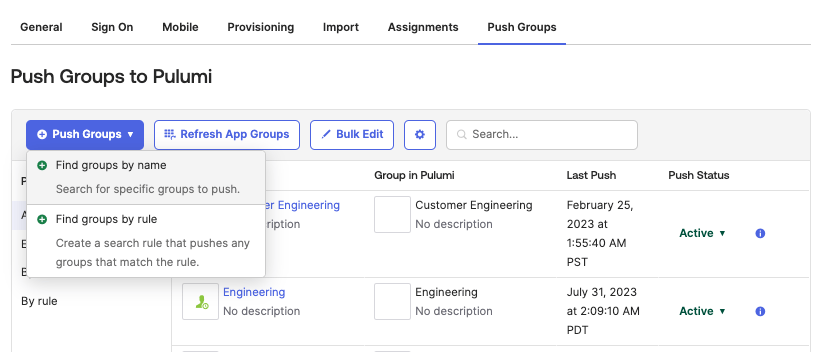 General Sign On Mobile Provisioning Import Assignments Push Groups
Push Groups to Pulumi
Push Groups Refresh App Groups Bulk Edit Search...
Find groups by name
Search for specific groups to push.
Find groups by rule
Create a search rule that pushes any
groups that match the rule.
By rule
Group in Pulumi Last Push Push Status
er Engineering
cription
Customer Engineering
No description
February 25,
2023 at
1:55:40 AM
PST
Active
Engineering
No description
Engineering
No description
July 31, 2023
at 2:09:10 AM
PDT
Active